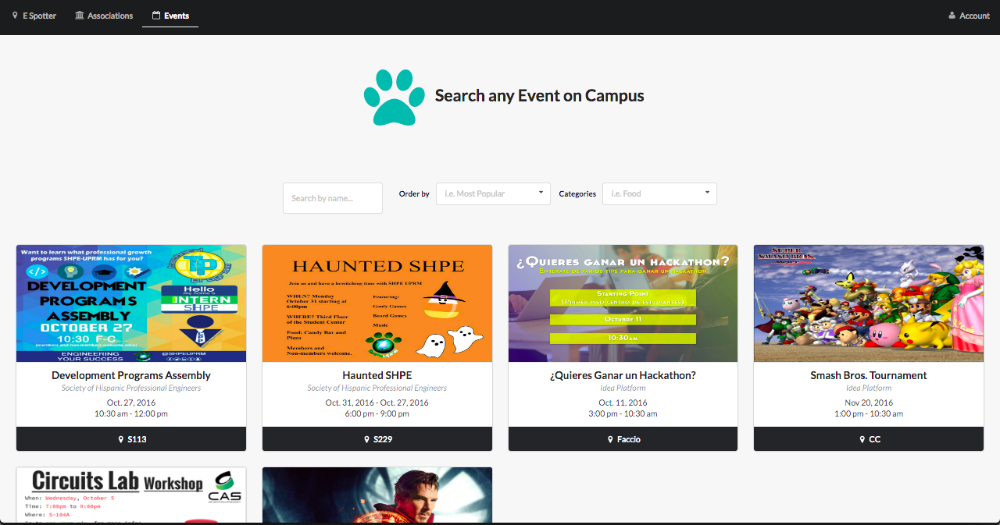 E Spotter
Associations
Events
Account
Search any Event on Campus
Search by name...
Order by
i.e. Most Popular
Categories
i.e. Food
Want to learn what professional growth
programs SHPE-UPRM has for you?
</>
TP
DEVELOPMENT
PROGRAMS
ASSEMBLY
OCTOBER 27
10:30 F-C
(members and non-members welcome alike)
Hello
my name is
INTERN
SHPE
ENGINEERING
YOUR SUCCESS
@SHPEUPRM
Development Programs Assembly
Society of Hispanic Professional Engineers
Oct. 27, 2016
10:30 am - 12:00 pm
S113
HAUNTED SHPE
Join us and have a bewitching time with SHPE UPRM
WHEN? Monday
October 31 starting at
6:00pm
WHERE? Third Floor
of the Student Center
Food: Candy Bar and
Pizza
Members and
Non-members welcome.
Featuring:
Goofy Games
Board Games
Music
Haunted SHPE
Society of Hispanic Professional Engineers
Oct. 31, 2016 - Oct. 27, 2016
6:00 pm - 9:00 pm
S229
¿Quieres ganar un hackathon?
Enterate de varios tips para ganar un hackathon
Starting Point
(Primer piso centro de estudiantes)
Octubre 11
10:30am
¿Quieres Ganar un Hackathon?
Idea Platform
Oct. 11, 2016
3:00 pm - 10:30 am
Faccio
SUPER
SMASH BROS.
Smash Bros. Tournament
Idea Platform
Nov 20, 2016
1:00 pm - 10:30 am
CC
Circuits Lab Workshop
CAS
When: Wednesday, October 5
Time: 7:00pm to 9:00pm
Where: S-104A